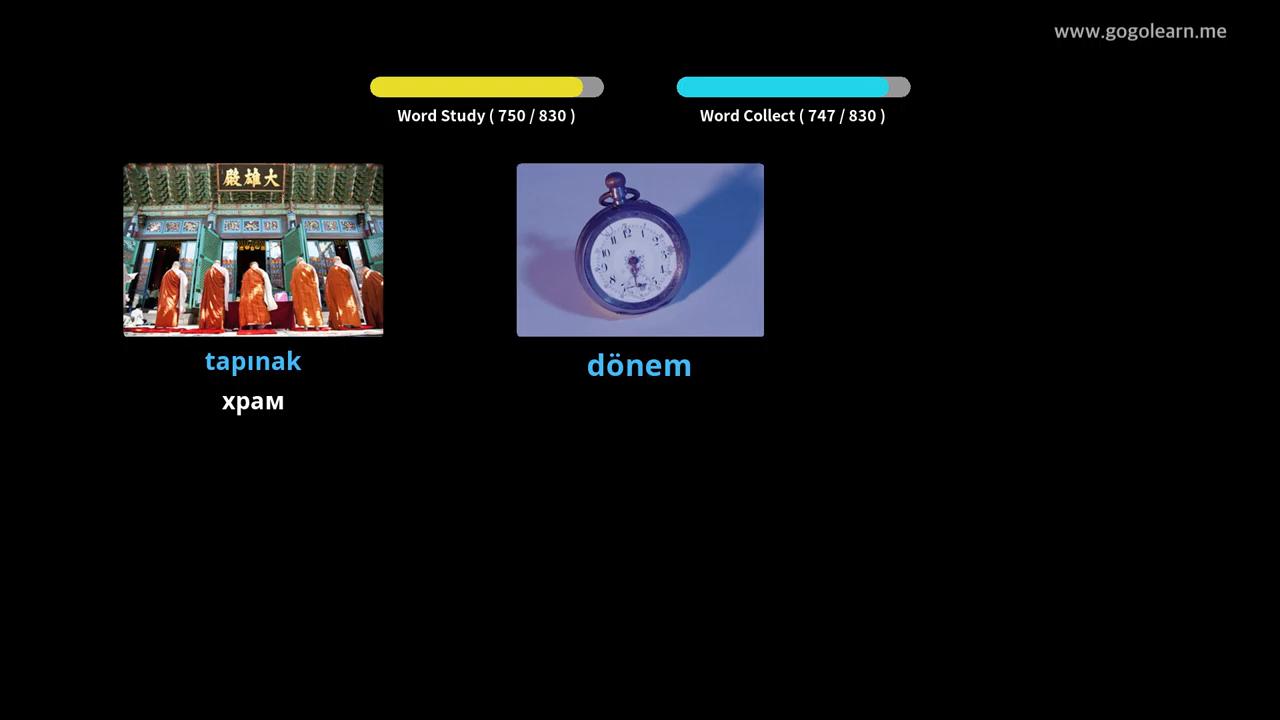 www.gogolearn.me
Word Study ( 750 / 830 )
Word Collect ( 747 / 830 )
殿雄大
tapınak
dönem
храм